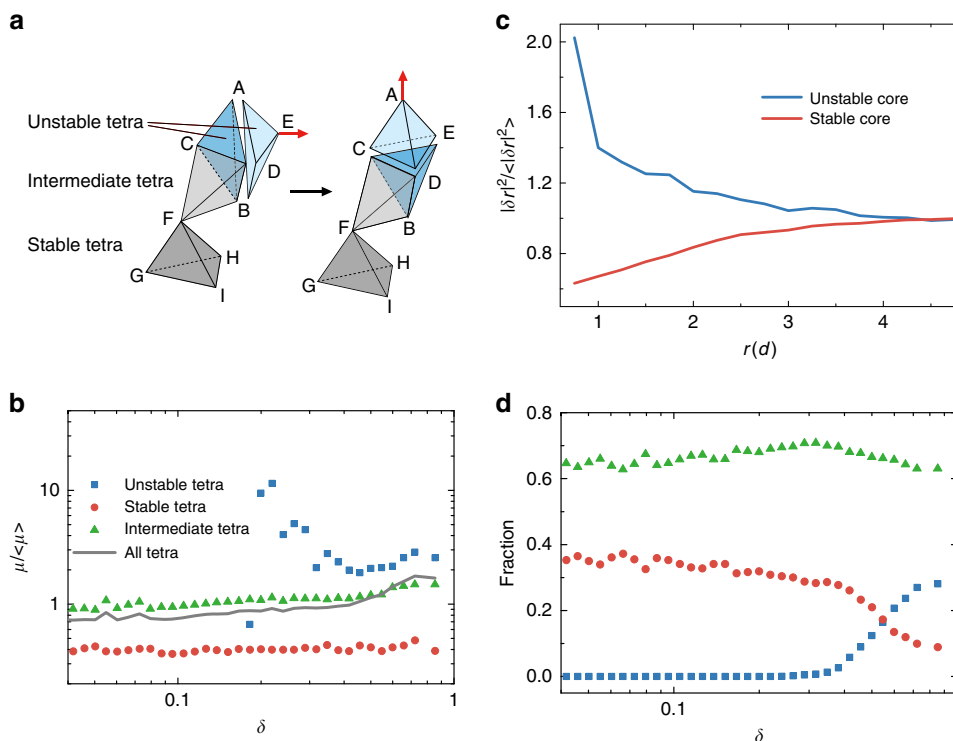 a
A
E
Unstable tetra
C
D
Intermediate tetra
B
F
Stable tetra
H
G
I
A
E
C
D
B
F
H
G
I
c
|δr|²/<|δr|²>
2.0
1.6
1.2
0.8
Unstable core
Stable core
1 2 3 4
r(d)
b
μ/<μ>
10
1
Unstable tetra
Stable tetra
Intermediate tetra
All tetra
0.1 1
δ
d
Fraction
0.8
0.6
0.4
0.2
0.0
0.1
δ